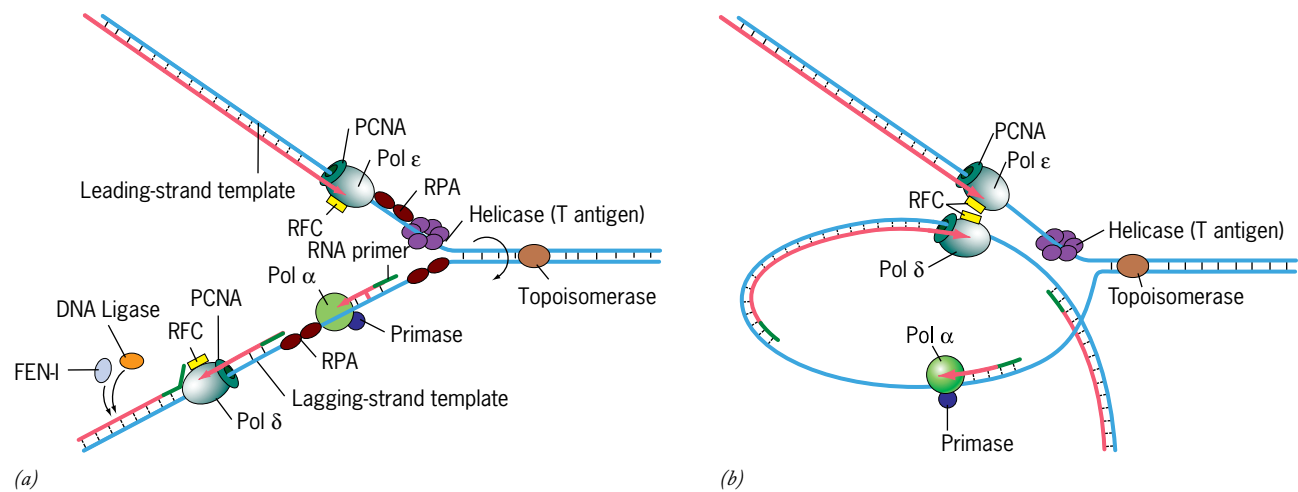 PCNA
Pol ε
Leading-strand template
RPA
RFC
Helicase (T antigen)
RNA primer
Pol α
Topoisomerase
PCNA
DNA Ligase
RFC
Primase
FEN-I
RPA
Lagging-strand template
Pol δ
(a)
PCNA
Pol ε
RFC
Helicase (T antigen)
Pol δ
Topoisomerase
Pol α
Primase
(b)